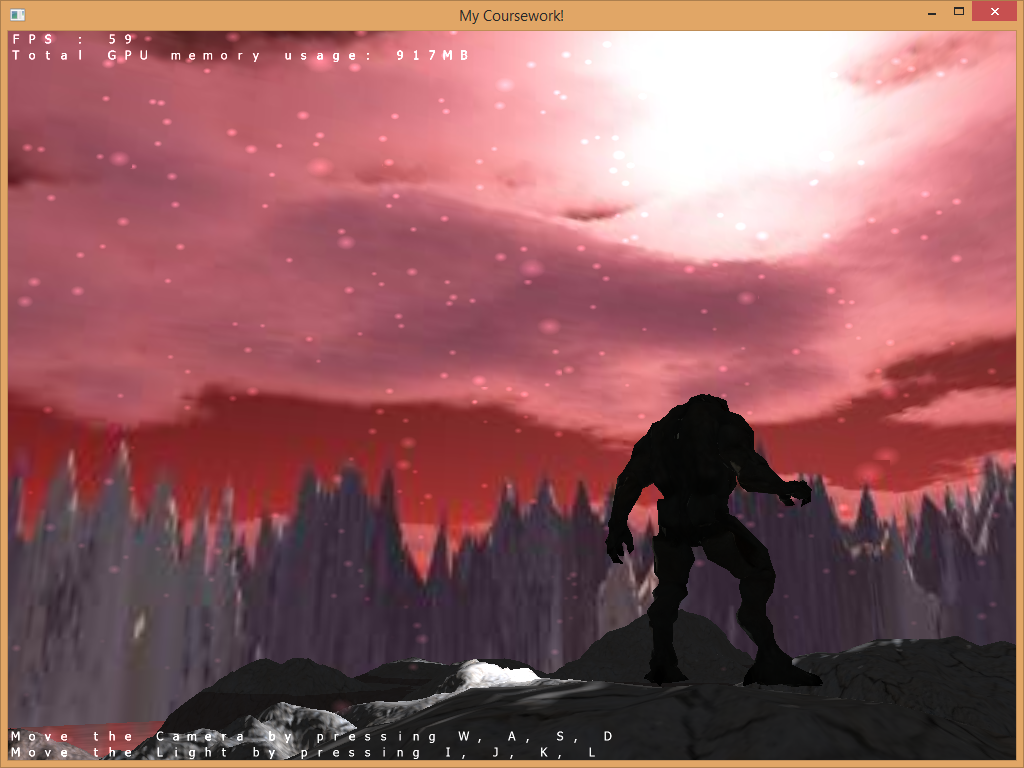 My Coursework!
FPS : 59
Total GPU memory usage: 917MB
Move the Camera by pressing W, A, S, D
Move the Light by pressing I, J, K, L